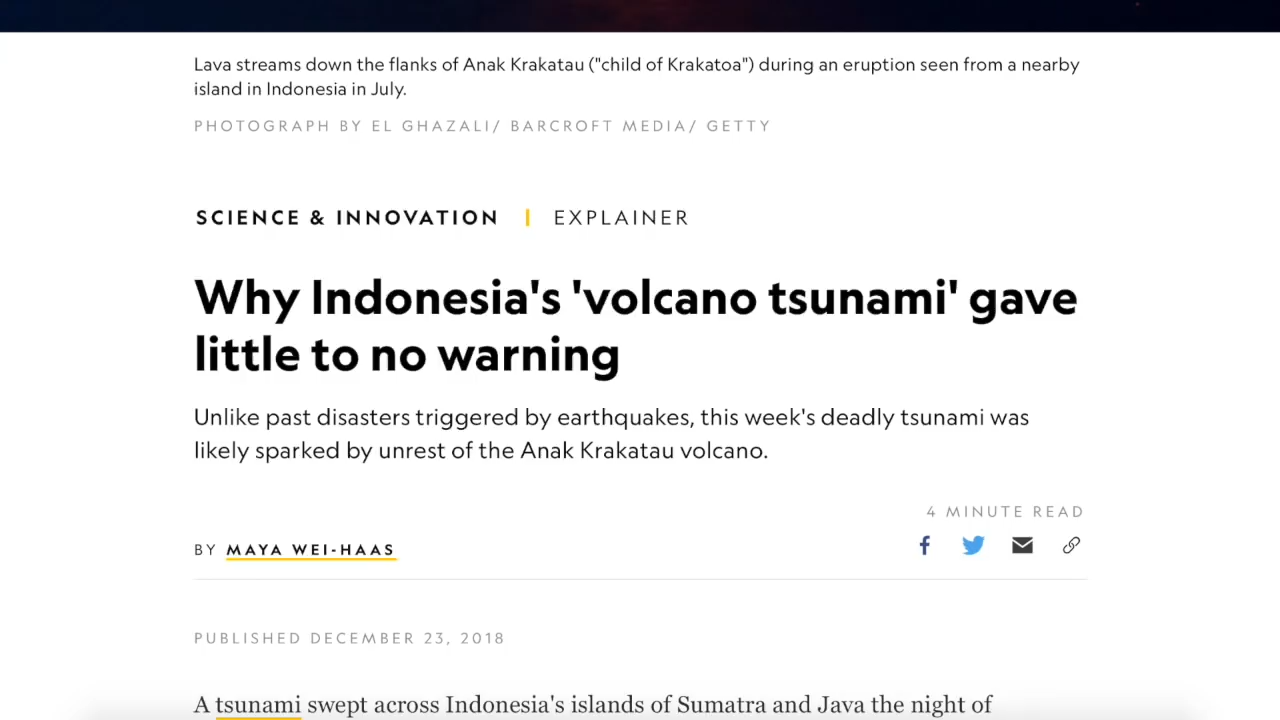 Lava streams down the flanks of Anak Krakatau ("child of Krakatoa") during an eruption seen from a nearby
island in Indonesia in July.
PHOTOGRAPH BY EL GHAZALI/ BARCROFT MEDIA/ GETTY
SCIENCE & INNOVATION | EXPLAINER
Why Indonesia's 'volcano tsunami' gave
little to no warning
Unlike past disasters triggered by earthquakes, this week's deadly tsunami was
likely sparked by unrest of the Anak Krakatau volcano.
4 MINUTE READ
BY MAYA WEI-HAAS
PUBLISHED DECEMBER 23, 2018
A tsunami swept across Indonesia's islands of Sumatra and Java the night of